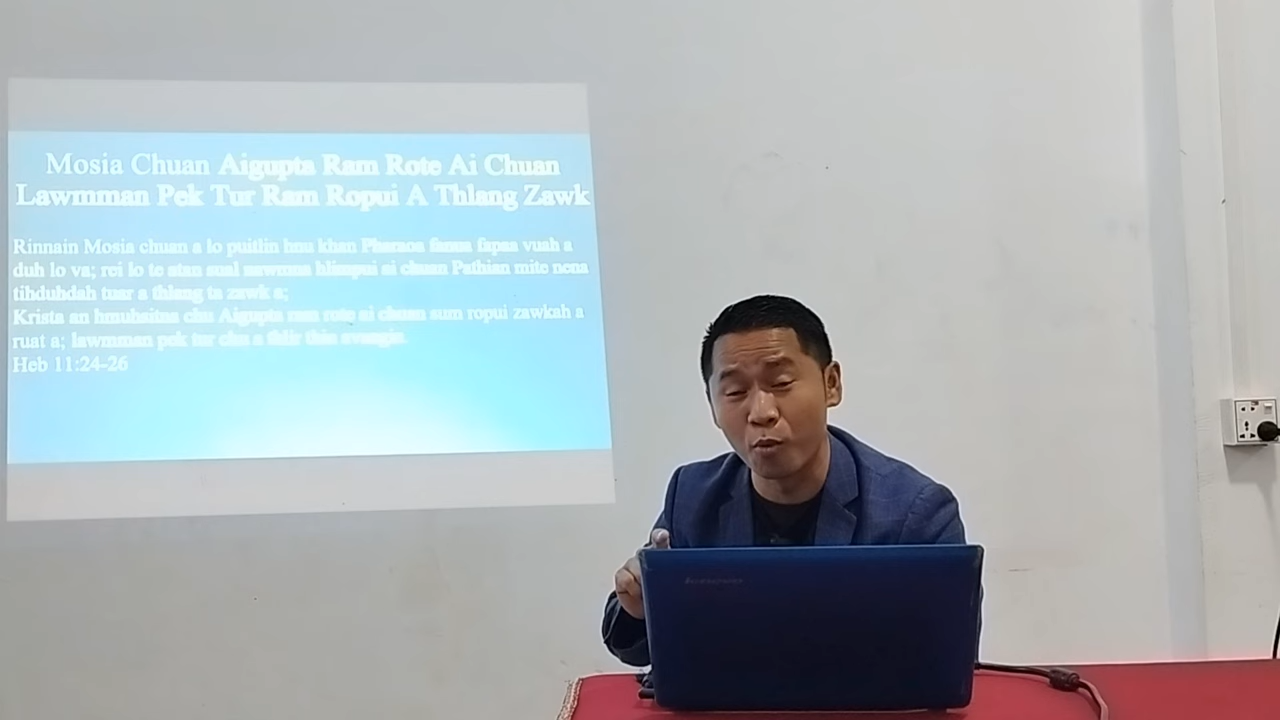 Mosia Chuan Aigupta Ram Rote Ai Chuan
Lawmman Pek Tur Ram Ropui A Thlang Zawk
Rinnain Mosia chuan a lo puitlin hnu khan Pharaoa fanua fapaa vuah a
duh lo va; rei lo te atan sual nawmna hlimpui ai chuan Pathian mite nena
tihduhdah tuar a thlang ta zawk a;
Krista an hmuhsitna chu Aigupta ram rote ai chuan sum ropui zawkah a
ruat a; lawmman pek tur chu a thlir thin avangin.
Heb 11:24-26
lenovo